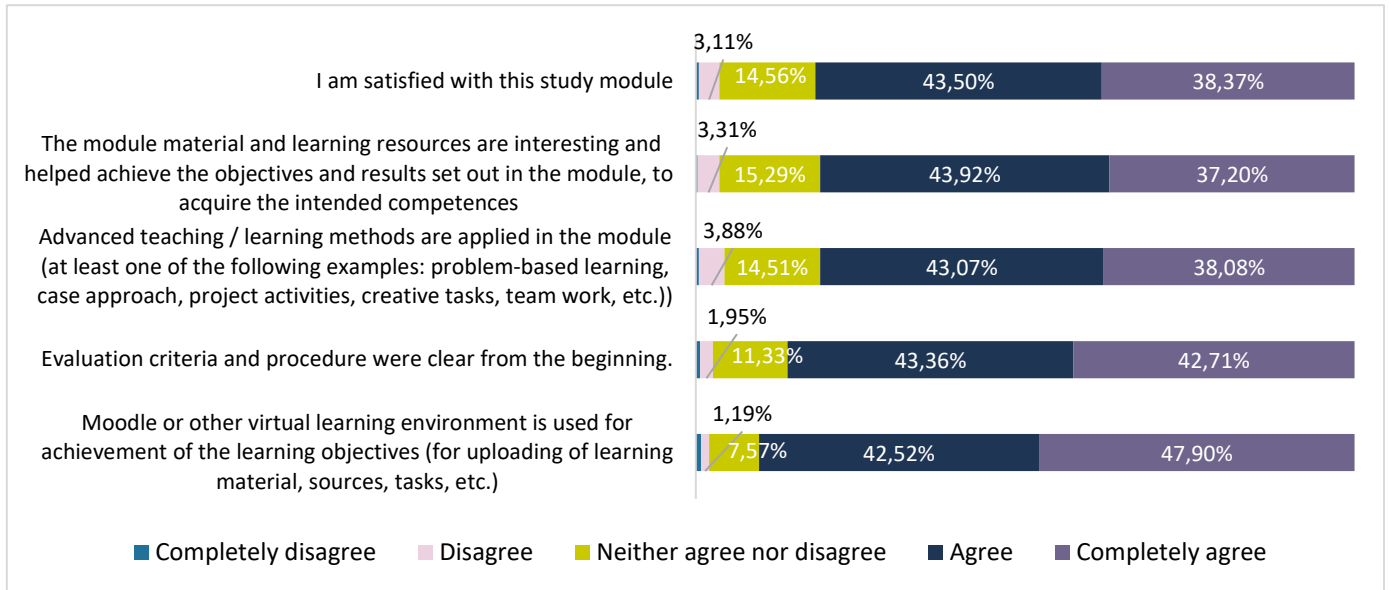 3,11%
I am satisfied with this study module
14,56%
43,50%
38,37%
3,31%
The module material and learning resources are interesting and
helped achieve the objectives and results set out in the module, to
acquire the intended competences
15,29%
43,92%
37,20%
3,88%
Advanced teaching / learning methods are applied in the module
(at least one of the following examples: problem-based learning,
case approach, project activities, creative tasks, team work, etc.))
14,51%
43,07%
38,08%
1,95%
Evaluation criteria and procedure were clear from the beginning.
11,33%
43,36%
42,71%
1,19%
Moodle or other virtual learning environment is used for
achievement of the learning objectives (for uploading of learning
material, sources, tasks, etc.)
7,57%
42,52%
47,90%
Completely disagree
Disagree
Neither agree nor disagree
Agree
Completely agree